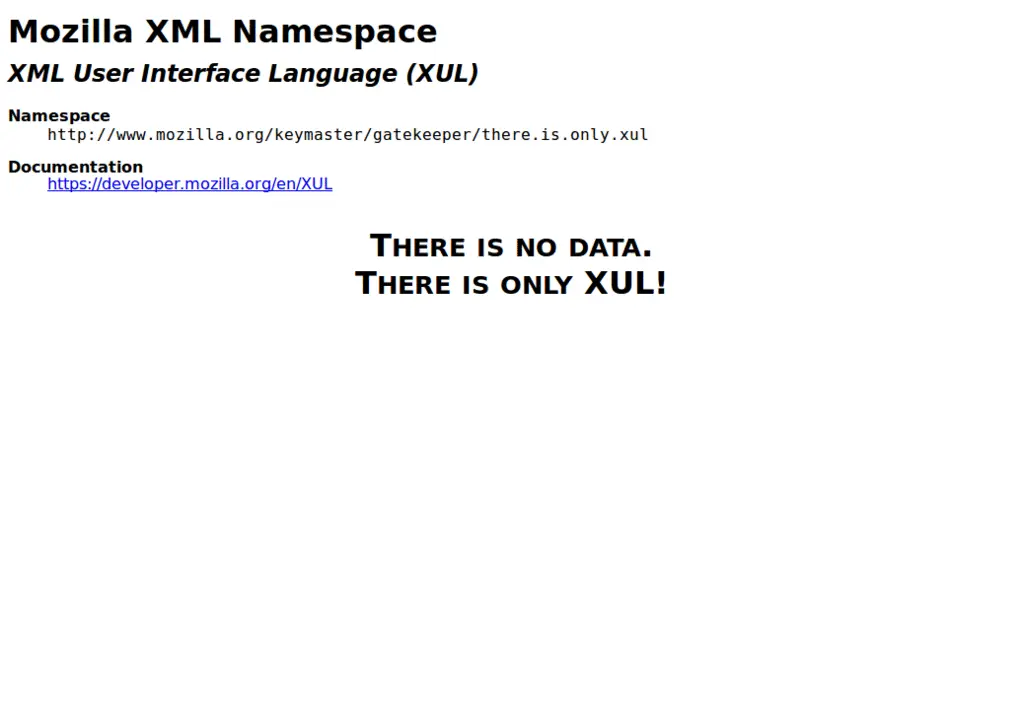 Mozilla XML Namespace
XML User Interface Language (XUL)
Namespace
http://www.mozilla.org/keymaster/gatekeeper/there.is.only.xul
Documentation
https://developer.mozilla.org/en/XUL
There is no data.
There is only XUL!